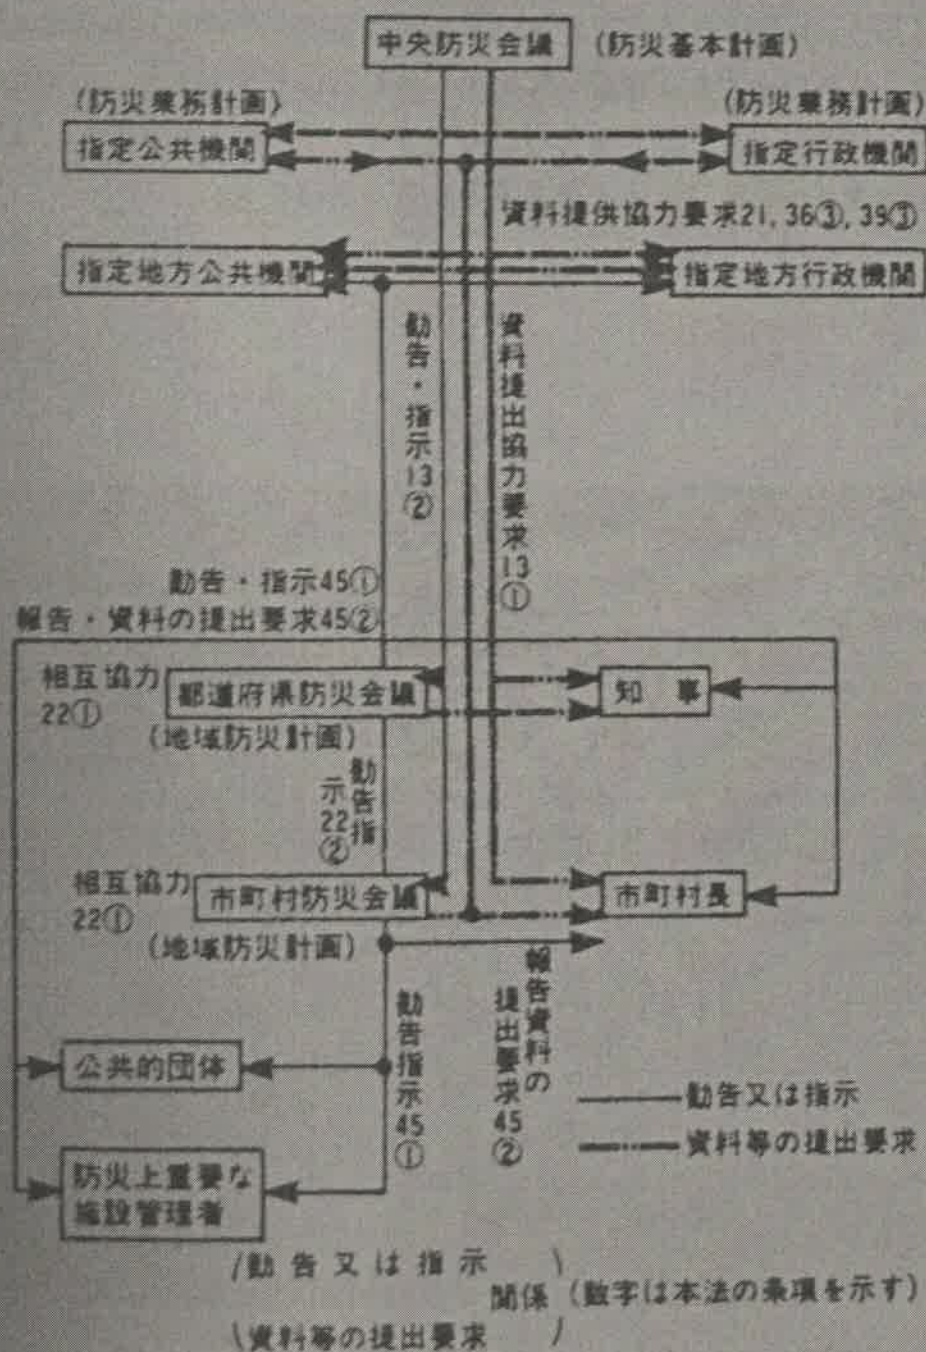 中央防災会議 (防災基本計画)
(防災業務計画) (防災業務計画)
指定公共機関 指定行政機関
資料提供協力要求21, 36③, 39③
指定地方公共機関 指定地方行政機関
勧告・指示13②
資料提出協力要求13①
勧告・指示45①
報告・資料の提出要求45②
相互協力
22①
都道府県防災会議 知事
(地域防災計画)
勧告指
示22②
相互協力
22①
市町村防災会議 市町村長
(地域防災計画)
報告資料の
提出要求45②
勧告指示45①
公共的団体
勧告又は指示
資料等の提出要求
防災上重要な
施設管理者
(勧告又は指示)
関係 (数字は本法の条項を示す)
(資料等の提出要求)